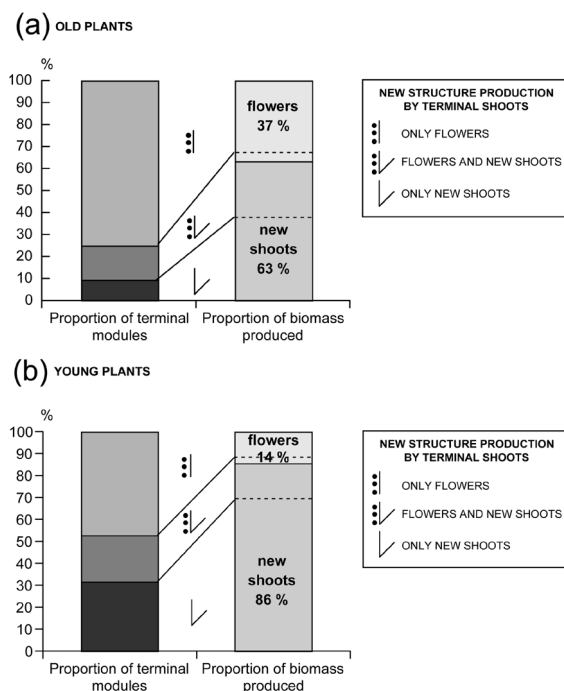 (a) OLD PLANTS
%
100
90
80
70
60
50
40
30
20
10
0
flowers
37 %
new
shoots
63 %
Proportion of terminal
modules
Proportion of biomass
produced
NEW STRUCTURE PRODUCTION
BY TERMINAL SHOOTS
ONLY FLOWERS
FLOWERS AND NEW SHOOTS
ONLY NEW SHOOTS
(b) YOUNG PLANTS
%
100
90
80
70
60
50
40
30
20
10
0
flowers
14 %
new
shoots
86 %
Proportion of terminal
modules
Proportion of biomass
produced
NEW STRUCTURE PRODUCTION
BY TERMINAL SHOOTS
ONLY FLOWERS
FLOWERS AND NEW SHOOTS
ONLY NEW SHOOTS